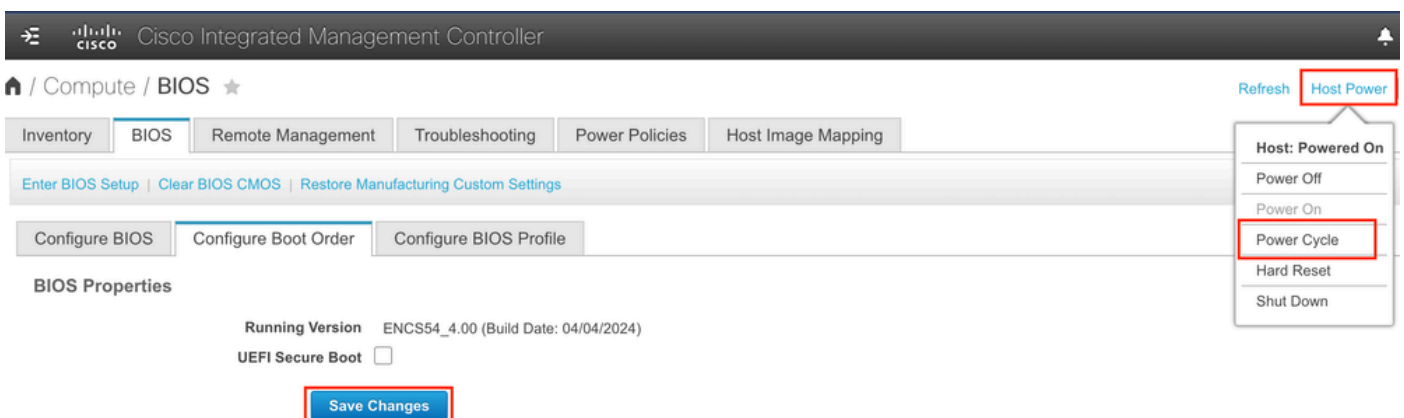 cisco Cisco Integrated Management Controller
/ Compute / BIOS
Refresh Host Power
Inventory BIOS Remote Management Troubleshooting Power Policies Host Image Mapping
Host: Powered On
Power Off
Power On
Power Cycle
Hard Reset
Shut Down
Enter BIOS Setup | Clear BIOS CMOS | Restore Manufacturing Custom Settings
Configure BIOS Configure Boot Order Configure BIOS Profile
BIOS Properties
Running Version ENCS54_4.00 (Build Date: 04/04/2024)
UEFI Secure Boot
Save Changes